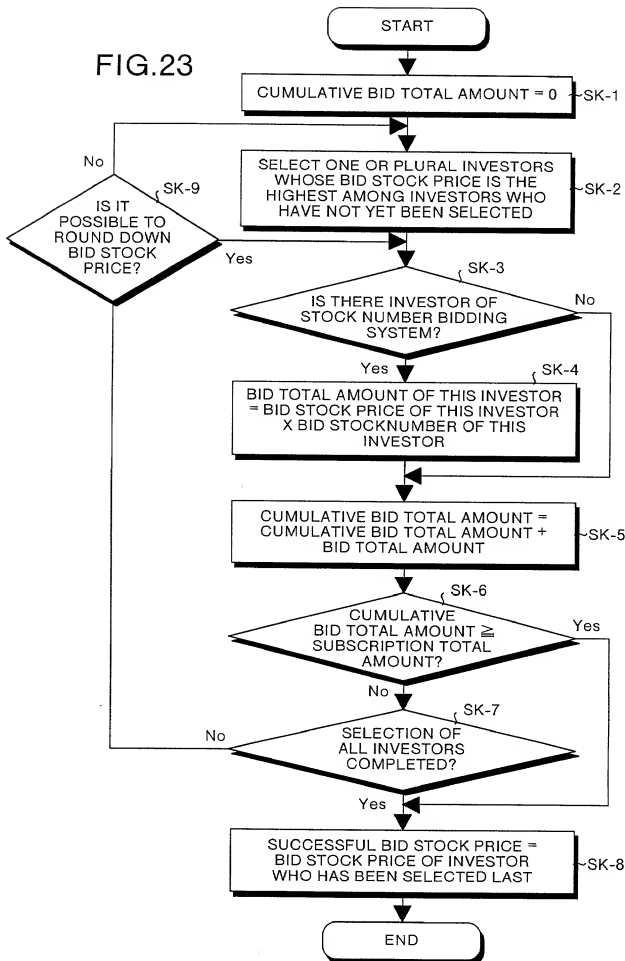 START
FIG.23
CUMULATIVE BID TOTAL AMOUNT = 0
SK-1
No
SK-9
SELECT ONE OR PLURAL INVESTORS
WHOSE BID STOCK PRICE IS THE
HIGHEST AMONG INVESTORS WHO
HAVE NOT YET BEEN SELECTED
SK-2
IS IT
POSSIBLE TO
ROUND DOWN
BID STOCK
PRICE?
Yes
SK-3
IS THERE INVESTOR OF
STOCK NUMBER BIDDING
SYSTEM?
No
Yes
SK-4
BID TOTAL AMOUNT OF THIS INVESTOR
= BID STOCK PRICE OF THIS INVESTOR
X BID STOCKNUMBER OF THIS
INVESTOR
CUMULATIVE BID TOTAL AMOUNT =
CUMULATIVE BID TOTAL AMOUNT +
BID TOTAL AMOUNT
SK-5
SK-6
CUMULATIVE
BID TOTAL AMOUNT ≧
SUBSCRIPTION TOTAL
AMOUNT?
Yes
No
SK-7
No
SELECTION OF
ALL INVESTORS
COMPLETED?
Yes
SUCCESSFUL BID STOCK PRICE =
BID STOCK PRICE OF INVESTOR
WHO HAS BEEN SELECTED LAST
SK-8
END